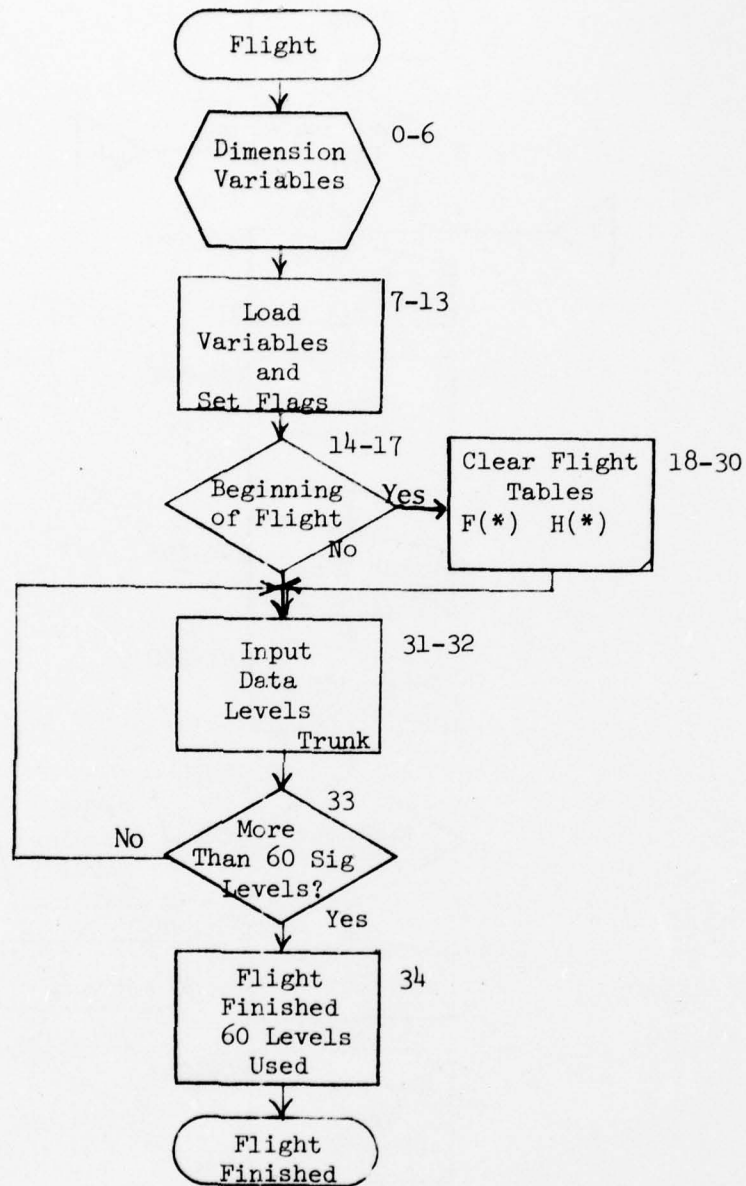 Flight
0-6
Dimension
Variables
7-13
Load
Variables
and
Set Flags
14-17
Beginning
of Flight
Yes
No
Clear Flight
Tables
F(*) H(*)
18-30
31-32
Input
Data
Levels
Trunk
33
No
More
Than 60 Sig
Levels?
Yes
34
Flight
Finished
60 Levels
Used
Flight
Finished